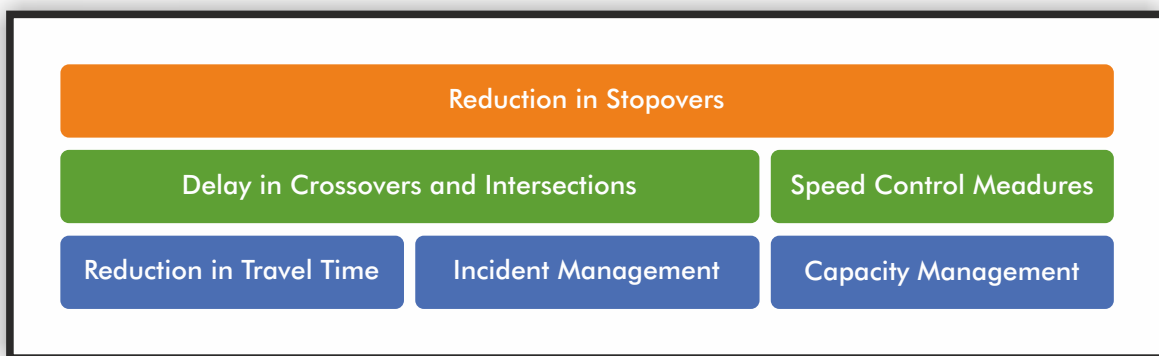 Reduction in Stopovers
Delay in Crossovers and Intersections
Speed Control Meadures
Reduction in Travel Time
Incident Management
Capacity Management